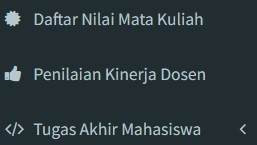 Daftar Nilai Mata Kuliah
Penilaian Kinerja Dosen
Tugas Akhir Mahasiswa